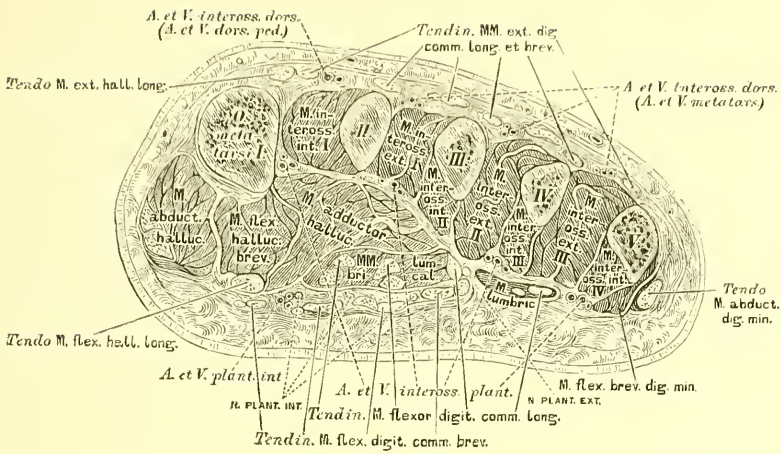 A. et V. inteross. dors.
(A. et V. dors. ped.)
Tendin. MM. ext. dig.
comm. long. et brev.
Tendo M. ext. hall. long.
A. et V. inteross. dors.
(A. et V. metatars.)
O.
meta
tarsi I.
M. in-
teross.
int. I
II
M. in
teross.
ext. I
III
M.
inter
oss.
int.
II
M.
inter-
oss.
ext.
II
IV
M.
inter
oss.
int.
III
M.
inter
oss.
ext.
III
V
M.
inter-
oss. int.
IV
M.
abduct.
halluc.
M. flex.
halluc.
brev.
M. adductor
halluc.
MM.
lum
bri
cal
M.
lumbric.
Tendo
M. abduct.
dig. min.
Tendo M. flex. hall. long.
A. et V. plant. int
N. PLANT. INT.
A. et V. inteross. plant.
N PLANT. EXT.
M. flex. brev. dig. min.
Tendin. M. flexor digit. comm. long.
Tendin. M. flex. digit. comm. brev.